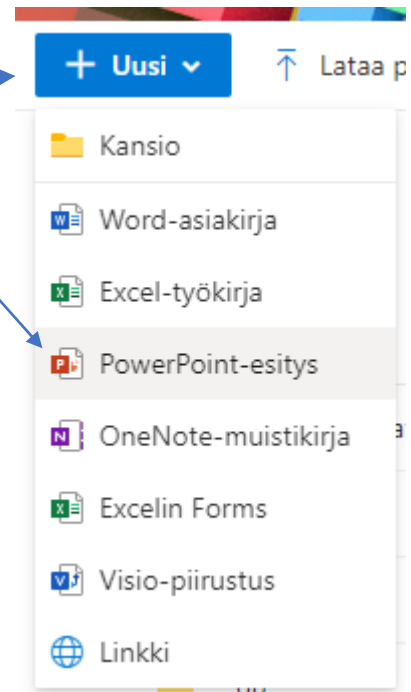 + Uusi
Lataa p
Kansio
Word-asiakirja
Excel-työkirja
PowerPoint-esitys
OneNote-muistikirja
Excelin Forms
Visio-piirustus
Linkki